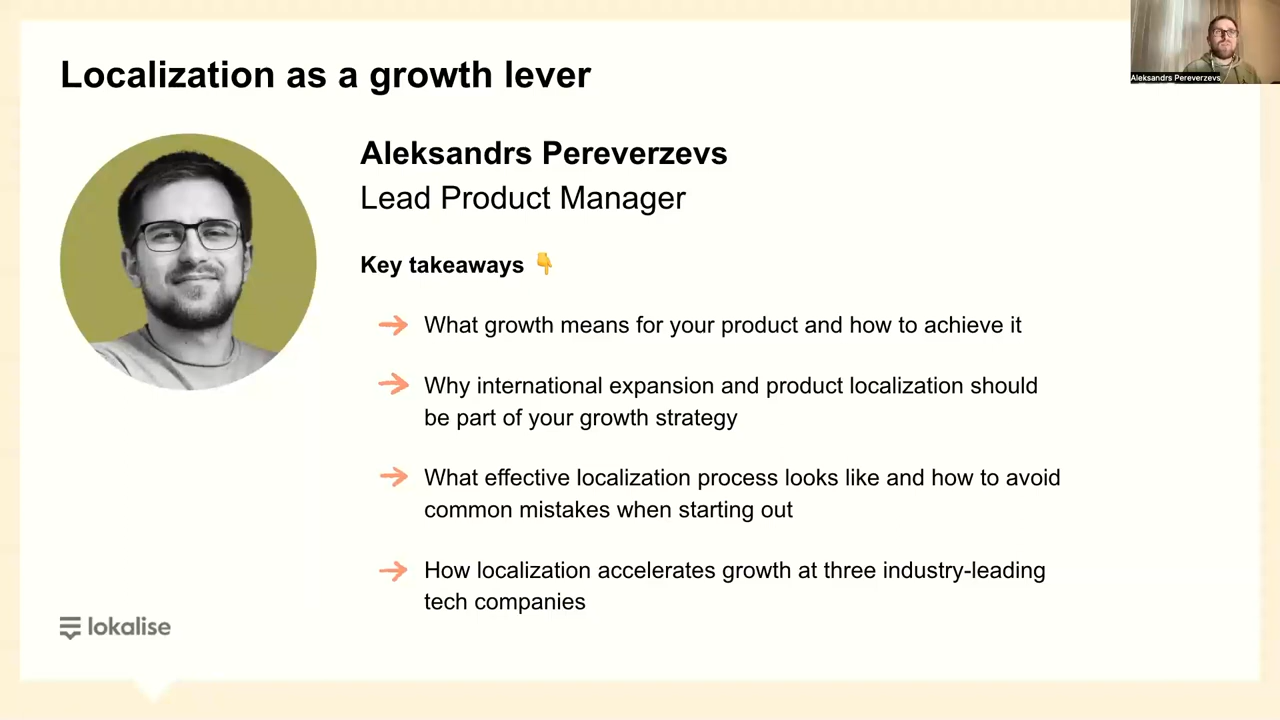 Localization as a growth lever
Aleksandrs Pereverzevs
Aleksandrs Pereverzevs
Lead Product Manager
Key takeaways 👇
What growth means for your product and how to achieve it
Why international expansion and product localization should
be part of your growth strategy
What effective localization process looks like and how to avoid
common mistakes when starting out
How localization accelerates growth at three industry-leading
tech companies
lokalise